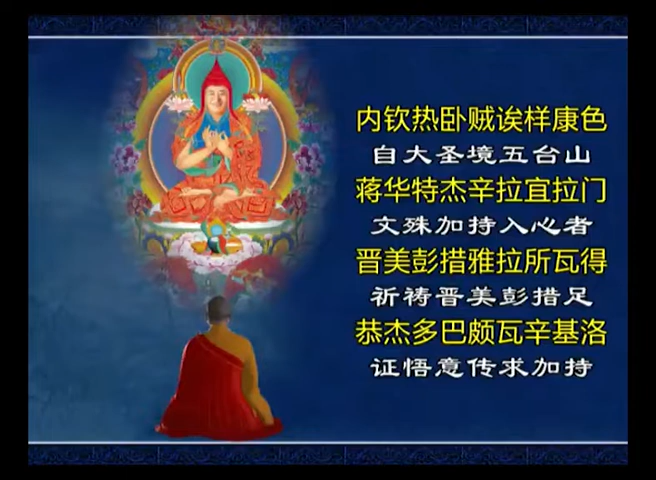 内钦热卧贼诶样康色
自大圣境五台山
蒋华特杰辛拉宜拉门
文殊加持入心者
晋美彭措雅拉所瓦得
祈祷晋美彭措足
恭杰多巴颇瓦辛基洛
证悟意传求加持